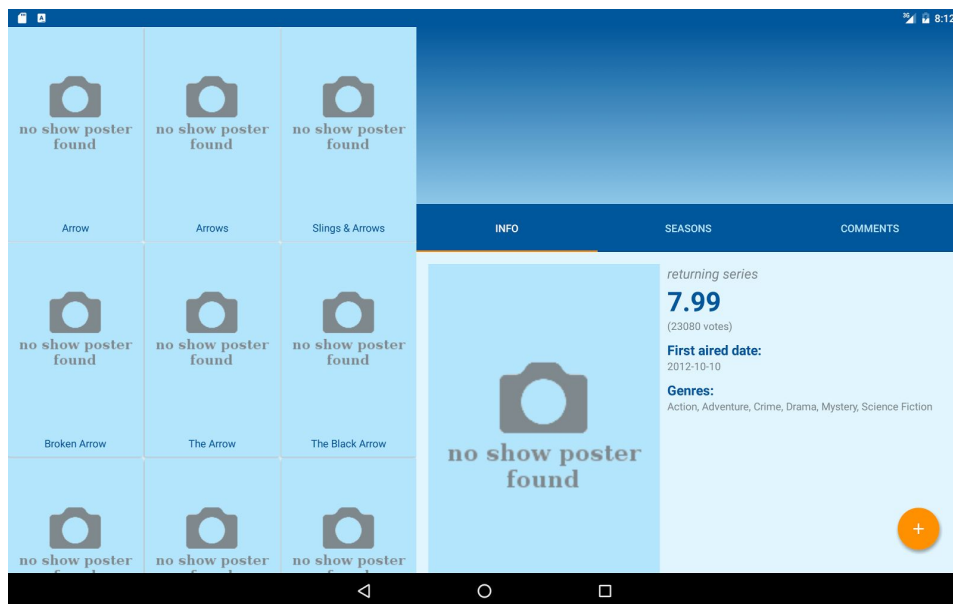 A
3G
8:12
no show poster
found
no show poster
found
no show poster
found
Arrow
Arrows
Slings & Arrows
no show poster
found
no show poster
found
no show poster
found
Broken Arrow
The Arrow
The Black Arrow
no show poster
no show poster
no show poster
INFO
SEASONS
COMMENTS
no show poster
found
returning series
7.99
(23080 votes)
First aired date:
2012-10-10
Genres:
Action, Adventure, Crime, Drama, Mystery, Science Fiction
+